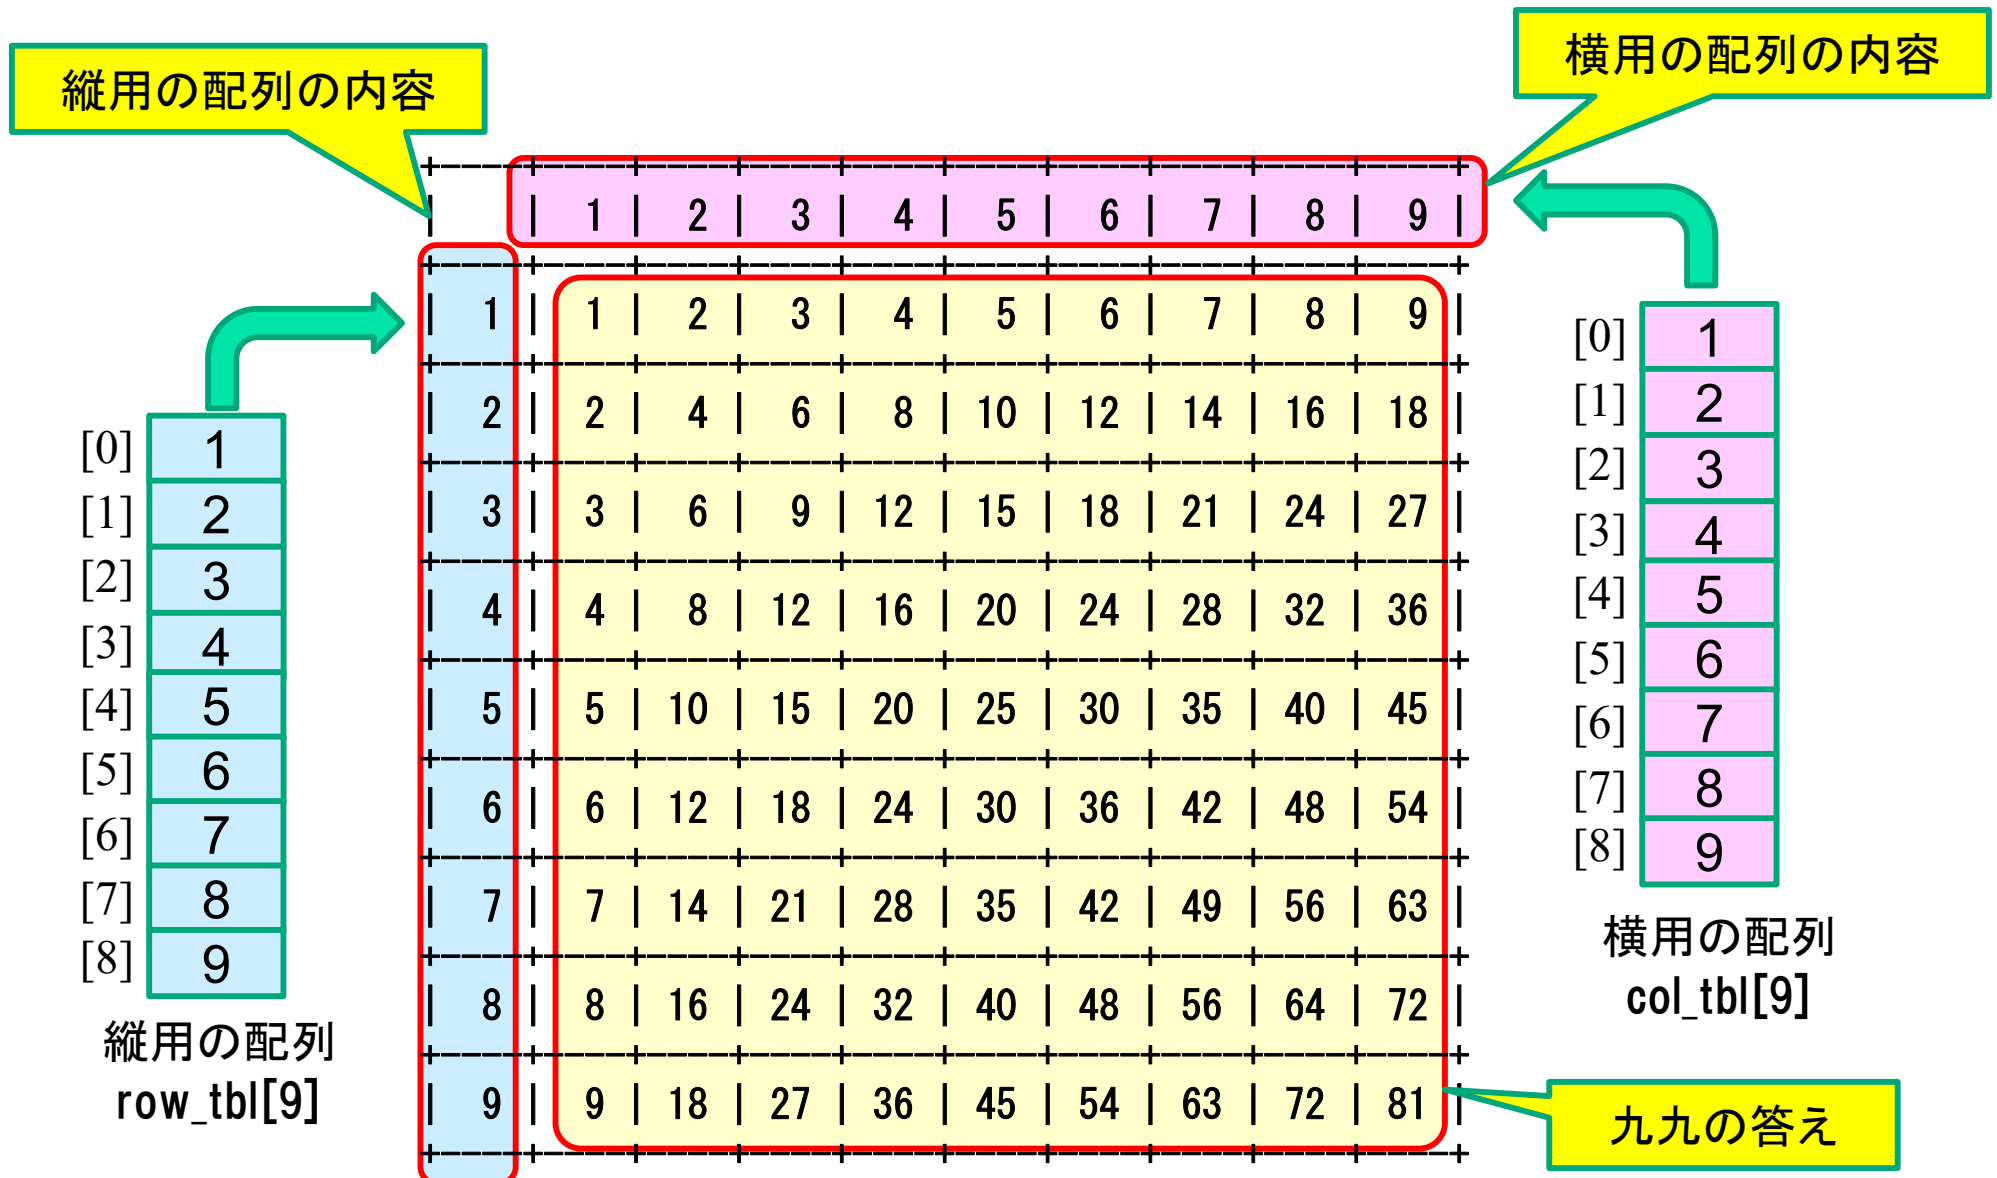 縦用の配列の内容
横用の配列の内容
+----+----+----+----+----+----+----+----+----+----+
|    |  1 |  2 |  3 |  4 |  5 |  6 |  7 |  8 |  9 |
+----+----+----+----+----+----+----+----+----+----+
|  1 |  1 |  2 |  3 |  4 |  5 |  6 |  7 |  8 |  9 |
+----+----+----+----+----+----+----+----+----+----+
|  2 |  2 |  4 |  6 |  8 | 10 | 12 | 14 | 16 | 18 |
+----+----+----+----+----+----+----+----+----+----+
|  3 |  3 |  6 |  9 | 12 | 15 | 18 | 21 | 24 | 27 |
+----+----+----+----+----+----+----+----+----+----+
|  4 |  4 |  8 | 12 | 16 | 20 | 24 | 28 | 32 | 36 |
+----+----+----+----+----+----+----+----+----+----+
|  5 |  5 | 10 | 15 | 20 | 25 | 30 | 35 | 40 | 45 |
+----+----+----+----+----+----+----+----+----+----+
|  6 |  6 | 12 | 18 | 24 | 30 | 36 | 42 | 48 | 54 |
+----+----+----+----+----+----+----+----+----+----+
|  7 |  7 | 14 | 21 | 28 | 35 | 42 | 49 | 56 | 63 |
+----+----+----+----+----+----+----+----+----+----+
|  8 |  8 | 16 | 24 | 32 | 40 | 48 | 56 | 64 | 72 |
+----+----+----+----+----+----+----+----+----+----+
|  9 |  9 | 18 | 27 | 36 | 45 | 54 | 63 | 72 | 81 |
+----+----+----+----+----+----+----+----+----+----+
[0] 1
[1] 2
[2] 3
[3] 4
[4] 5
[5] 6
[6] 7
[7] 8
[8] 9
縦用の配列
row_tbl[9]
[0] 1
[1] 2
[2] 3
[3] 4
[4] 5
[5] 6
[6] 7
[7] 8
[8] 9
横用の配列
col_tbl[9]
九九の答え